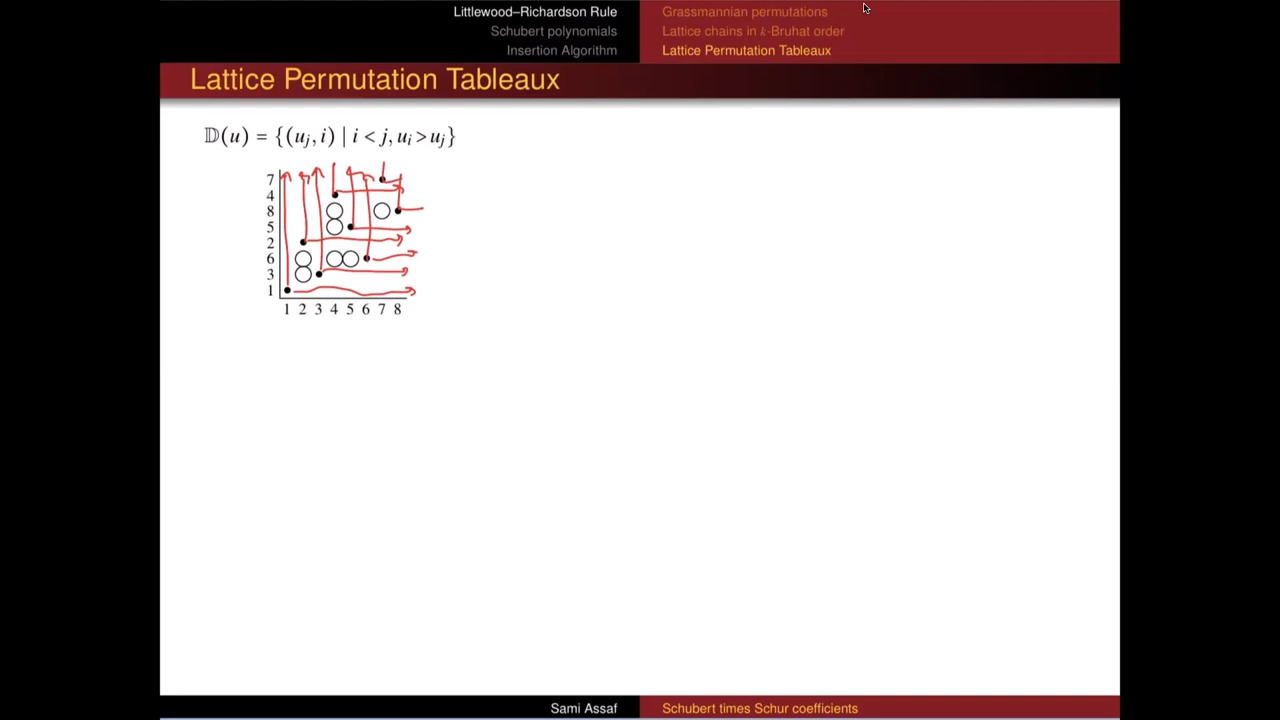 Littlewood–Richardson Rule
Schubert polynomials
Insertion Algorithm
Grassmannian permutations
Lattice chains in k-Bruhat order
Lattice Permutation Tableaux
Lattice Permutation Tableaux
𝔻(u) = {(u_j, i) | i < j, u_i > u_j}
7
4
8
5
2
6
3
1
1 2 3 4 5 6 7 8
Sami Assaf
Schubert times Schur coefficients